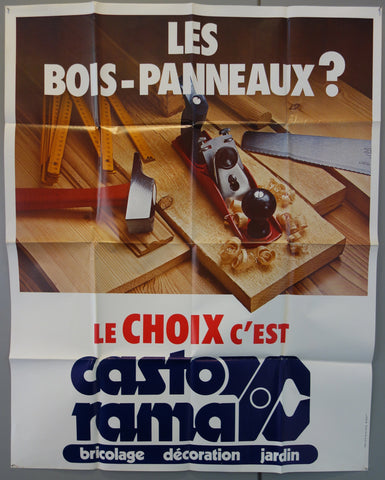 LES
BOIS-PANNEAUX?
LE CHOIX C'EST
casto
rama
bricolage décoration jardin